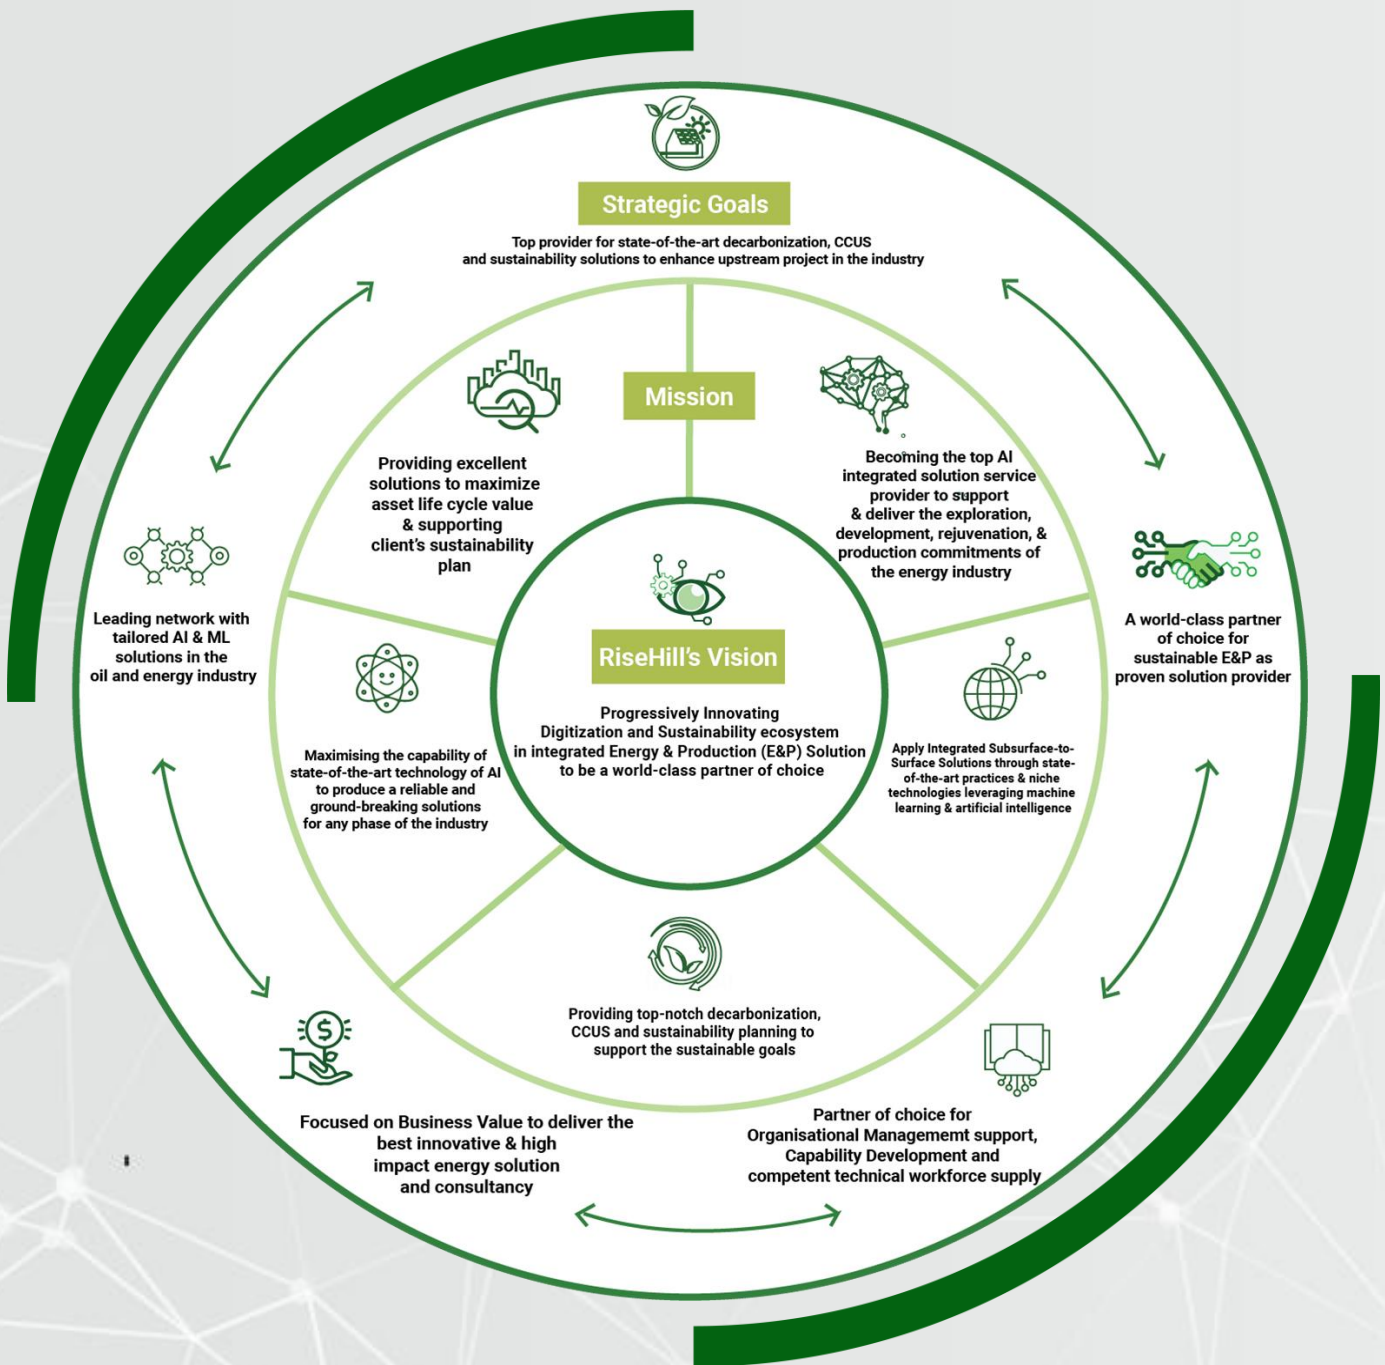 Strategic Goals
Top provider for state-of-the-art decarbonization, CCUS
and sustainability solutions to enhance upstream project in the industry
Mission
Providing excellent
solutions to maximize
asset life cycle value
& supporting
client's sustainability
plan
Becoming the top AI
integrated solution service
provider to support
& deliver the exploration,
development, rejuvenation, &
production commitments of
the energy industry
Leading network with
tailored AI & ML
solutions in the
oil and energy industry
A world-class partner
of choice for
sustainable E&P as
proven solution provider
RiseHill's Vision
Progressively Innovating
Digitization and Sustainability ecosystem
in integrated Energy & Production (E&P) Solution
to be a world-class partner of choice
Maximising the capability of
state-of-the-art technology of AI
to produce a reliable and
ground-breaking solutions
for any phase of the industry
Apply Integrated Subsurface-to-
Surface Solutions through state-
of-the-art practices & niche
technologies leveraging machine
learning & artificial intelligence
Providing top-notch decarbonization,
CCUS and sustainability planning to
support the sustainable goals
Focused on Business Value to deliver the
best innovative & high
impact energy solution
and consultancy
Partner of choice for
Organisational Managememt support,
Capability Development and
competent technical workforce supply